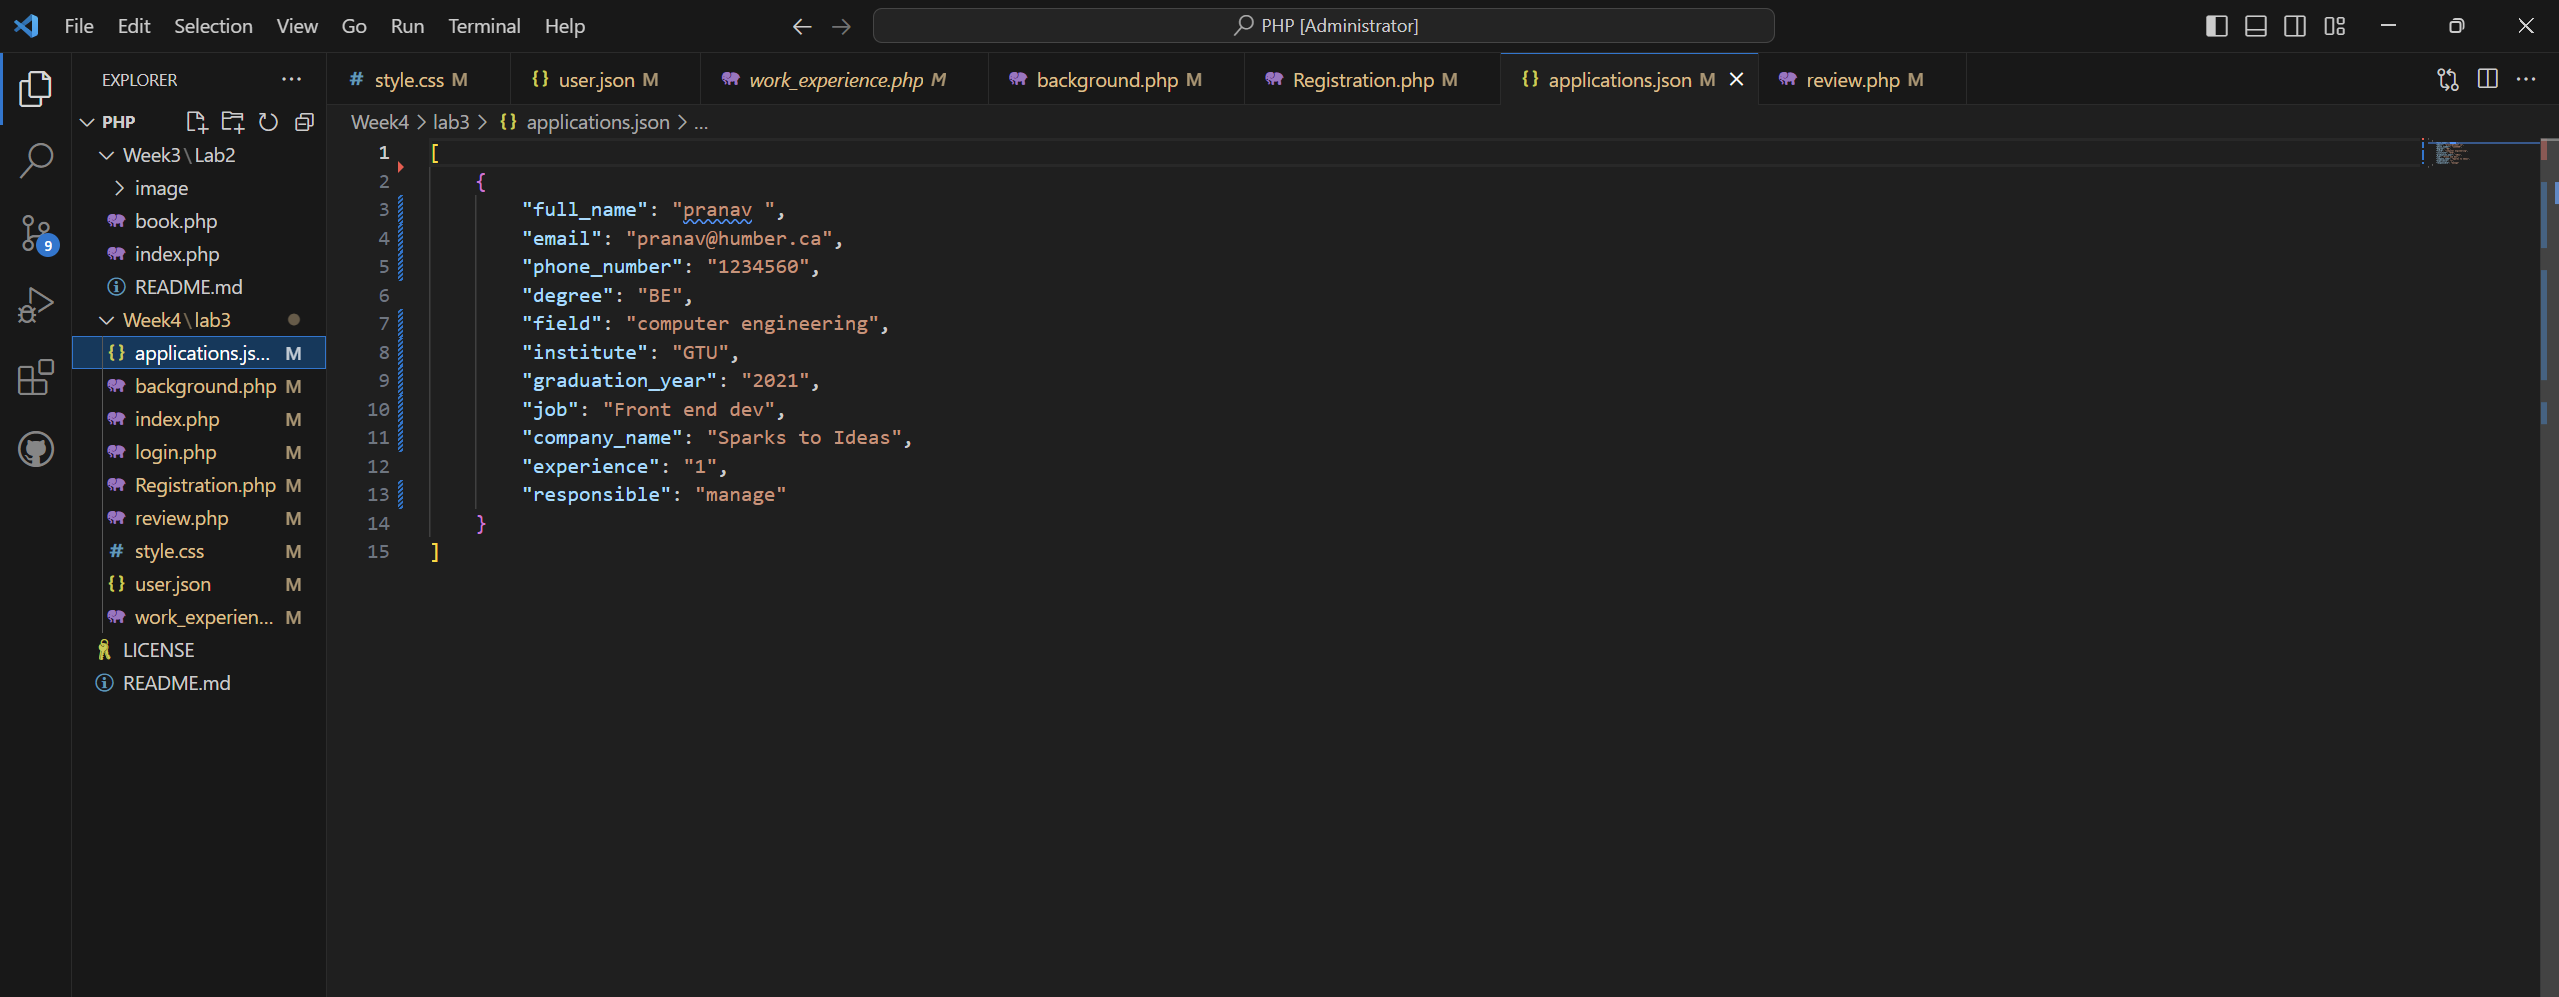 File Edit Selection View Go Run Terminal Help
PHP [Administrator]
EXPLORER
PHP
Week3\Lab2
image
book.php
index.php
README.md
Week4\lab3
applications.js... M
background.php M
index.php M
login.php M
Registration.php M
review.php M
style.css M
user.json M
work_experien... M
LICENSE
README.md
9
style.css M
user.json M
work_experience.php M
background.php M
Registration.php M
applications.json M
review.php M
Week4 > lab3 > {} applications.json > ...
1 [
2 {
3 "full_name": "pranav ",
4 "email": "pranav@humber.ca",
5 "phone_number": "1234560",
6 "degree": "BE",
7 "field": "computer engineering",
8 "institute": "GTU",
9 "graduation_year": "2021",
10 "job": "Front end dev",
11 "company_name": "Sparks to Ideas",
12 "experience": "1",
13 "responsible": "manage"
14 }
15 ]